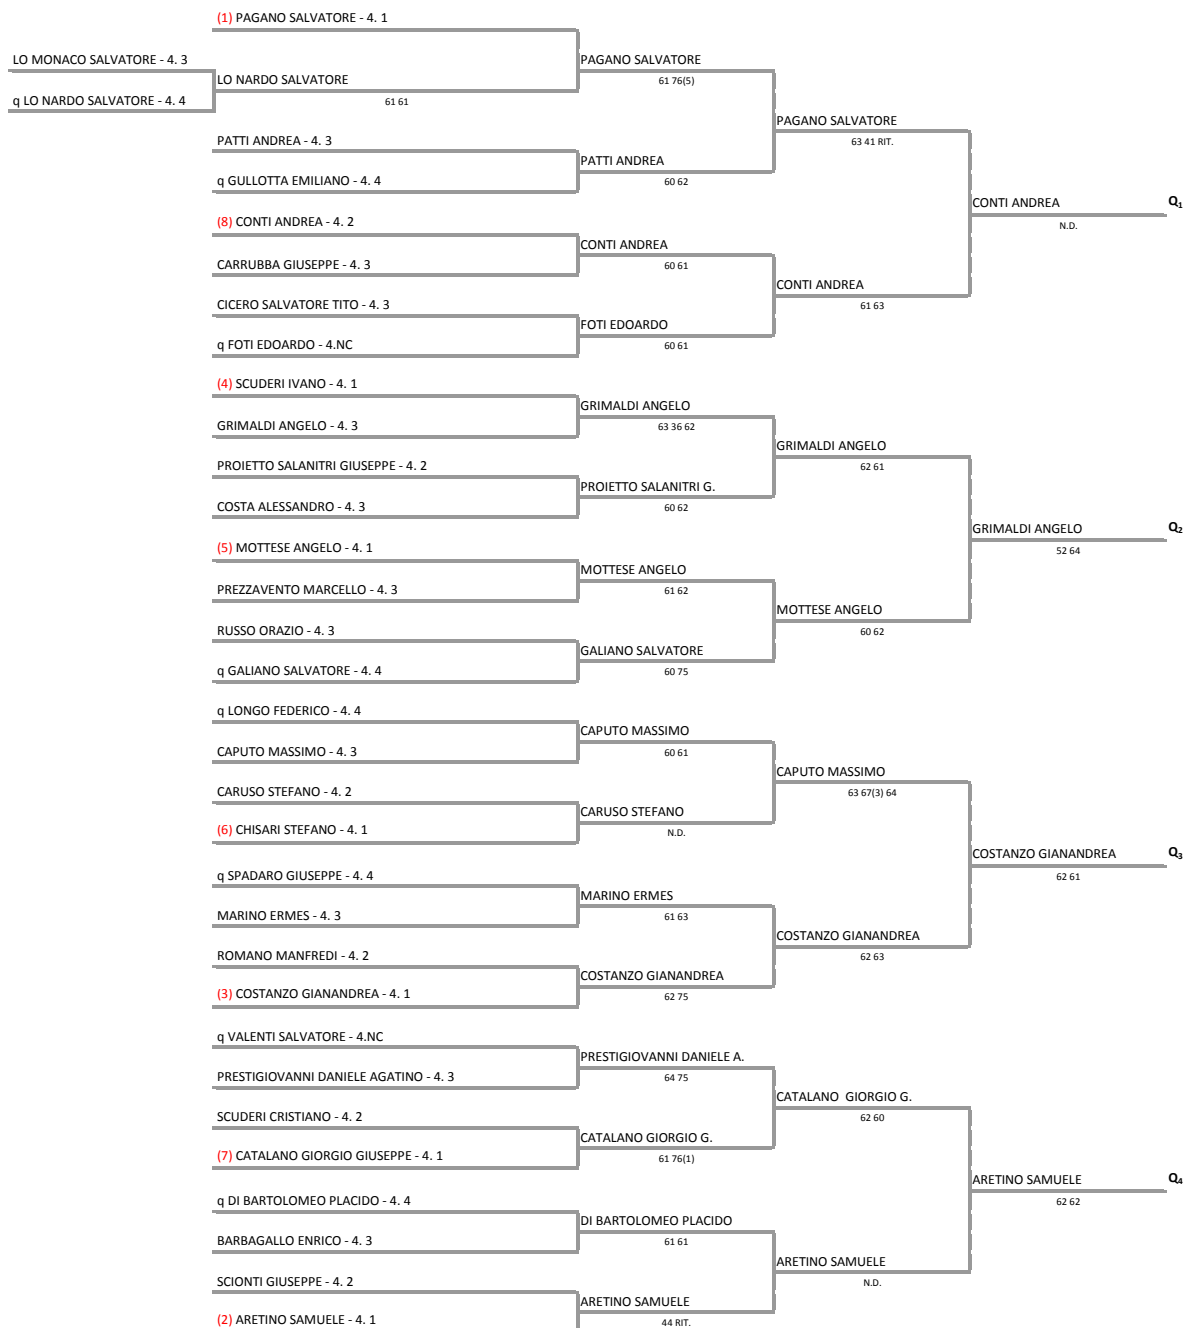 (1) PAGANO SALVATORE - 4. 1
LO MONACO SALVATORE - 4. 3
PAGANO SALVATORE
LO NARDO SALVATORE
61 76(5)
q LO NARDO SALVATORE - 4. 4
61 61
PAGANO SALVATORE
PATTI ANDREA - 4. 3
63 41 RIT.
PATTI ANDREA
q GULLOTTA EMILIANO - 4. 4
60 62
CONTI ANDREA
Q1
(8) CONTI ANDREA - 4. 2
N.D.
CONTI ANDREA
CARRUBBA GIUSEPPE - 4. 3
60 61
CONTI ANDREA
CICERO SALVATORE TITO - 4. 3
61 63
FOTI EDOARDO
q FOTI EDOARDO - 4.NC
60 61
(4) SCUDERI IVANO - 4. 1
GRIMALDI ANGELO
GRIMALDI ANGELO - 4. 3
63 36 62
GRIMALDI ANGELO
PROIETTO SALANITRI GIUSEPPE - 4. 2
62 61
PROIETTO SALANITRI G.
COSTA ALESSANDRO - 4. 3
60 62
GRIMALDI ANGELO
Q2
(5) MOTTESE ANGELO - 4. 1
52 64
MOTTESE ANGELO
PREZZAVENTO MARCELLO - 4. 3
61 62
MOTTESE ANGELO
RUSSO ORAZIO - 4. 3
60 62
GALIANO SALVATORE
q GALIANO SALVATORE - 4. 4
60 75
q LONGO FEDERICO - 4. 4
CAPUTO MASSIMO
CAPUTO MASSIMO - 4. 3
60 61
CAPUTO MASSIMO
CARUSO STEFANO - 4. 2
63 67(3) 64
CARUSO STEFANO
(6) CHISARI STEFANO - 4. 1
N.D.
COSTANZO GIANANDREA
Q3
q SPADARO GIUSEPPE - 4. 4
62 61
MARINO ERMES
MARINO ERMES - 4. 3
61 63
COSTANZO GIANANDREA
ROMANO MANFREDI - 4. 2
62 63
COSTANZO GIANANDREA
(3) COSTANZO GIANANDREA - 4. 1
62 75
q VALENTI SALVATORE - 4.NC
PRESTIGIOVANNI DANIELE A.
PRESTIGIOVANNI DANIELE AGATINO - 4. 3
64 75
CATALANO  GIORGIO G.
SCUDERI CRISTIANO - 4. 2
62 60
CATALANO GIORGIO G.
(7) CATALANO GIORGIO GIUSEPPE - 4. 1
61 76(1)
ARETINO SAMUELE
Q4
q DI BARTOLOMEO PLACIDO - 4. 4
62 62
DI BARTOLOMEO PLACIDO
BARBAGALLO ENRICO - 4. 3
61 61
ARETINO SAMUELE
SCIONTI GIUSEPPE - 4. 2
N.D.
ARETINO SAMUELE
(2) ARETINO SAMUELE - 4. 1
44 RIT.